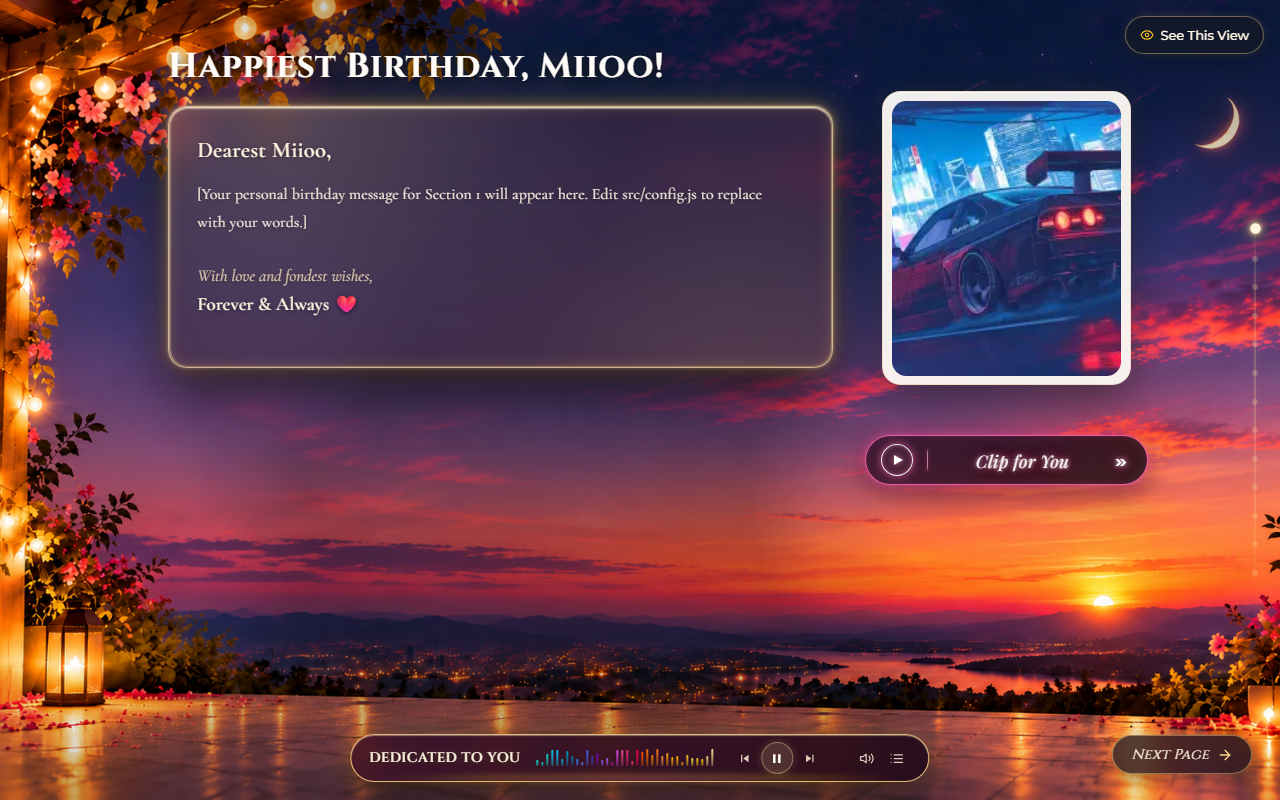 See This View
Happiest Birthday, Miioo!
Dearest Miioo,
[Your personal birthday message for Section 1 will appear here. Edit src/config.js to replace
with your words.]
With love and fondest wishes,
Forever & Always
Clip for You
DEDICATED TO YOU
Next Page